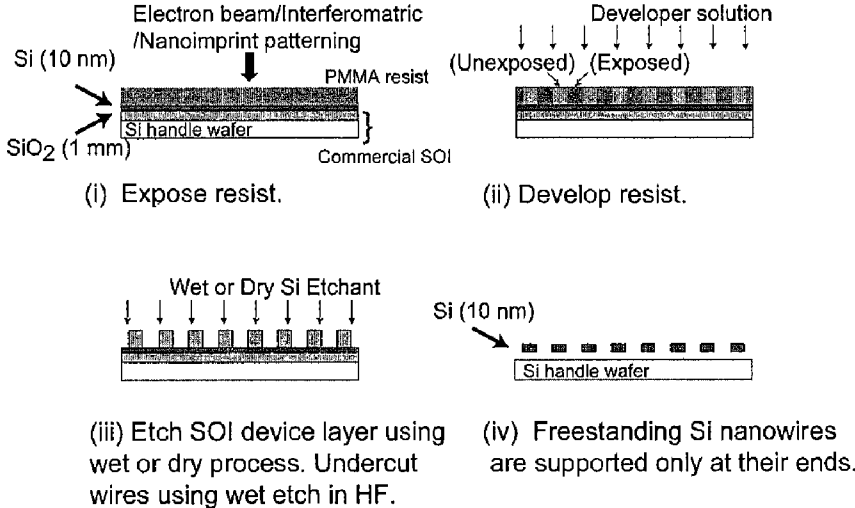 Electron beam/Interferomatric
/Nanoimprint patterning
Si (10 nm)
PMMA resist
Si handle wafer
SiO2 (1 mm)
Commercial SOI
(i) Expose resist.
Developer solution
(Unexposed)
(Exposed)
(ii) Develop resist.
Wet or Dry Si Etchant
(iii) Etch SOI device layer using
wet or dry process. Undercut
wires using wet etch in HF.
Si (10 nm)
Si handle wafer
(iv) Freestanding Si nanowires
are supported only at their ends.